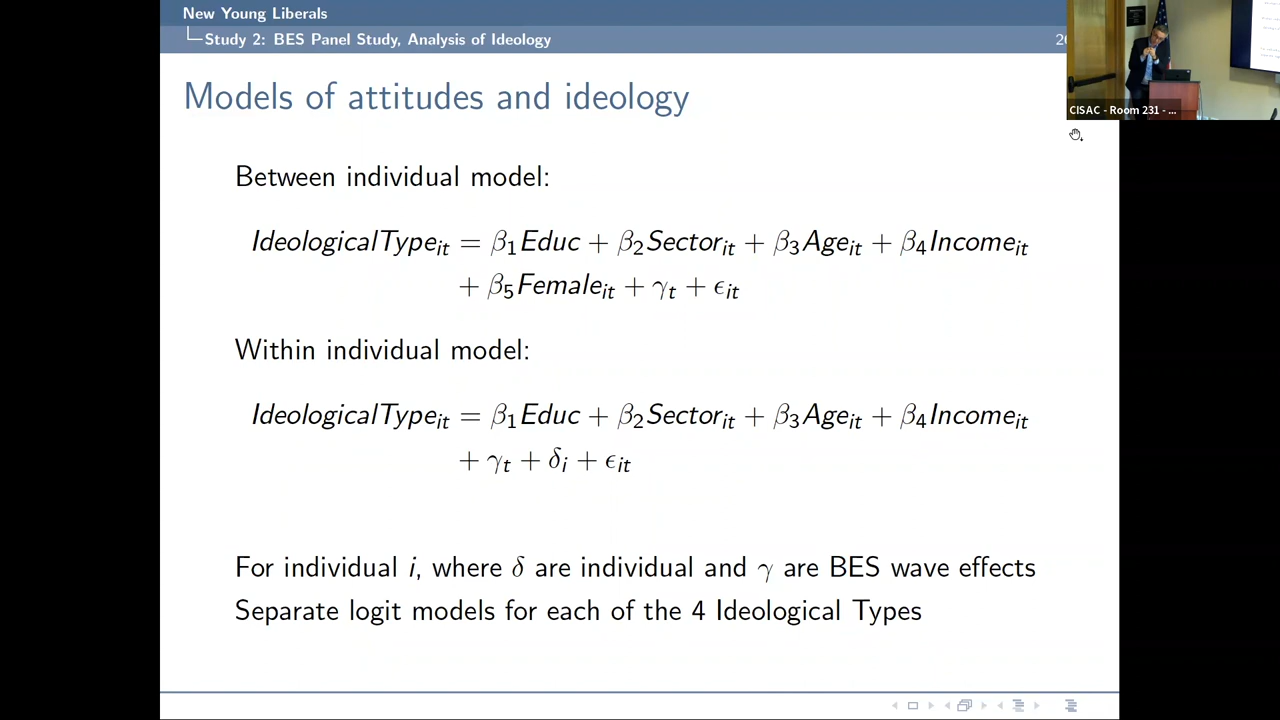 New Young Liberals
Study 2: BES Panel Study, Analysis of Ideology
CISAC - Room 231 - ...
Models of attitudes and ideology
Between individual model:
IdeologicalType_it = β₁Educ + β₂Sector_it + β₃Age_it + β₄Income_it
+ β₅Female_it + γ_t + ϵ_it
Within individual model:
IdeologicalType_it = β₁Educ + β₂Sector_it + β₃Age_it + β₄Income_it
+ γ_t + δ_i + ϵ_it
For individual i, where δ are individual and γ are BES wave effects
Separate logit models for each of the 4 Ideological Types